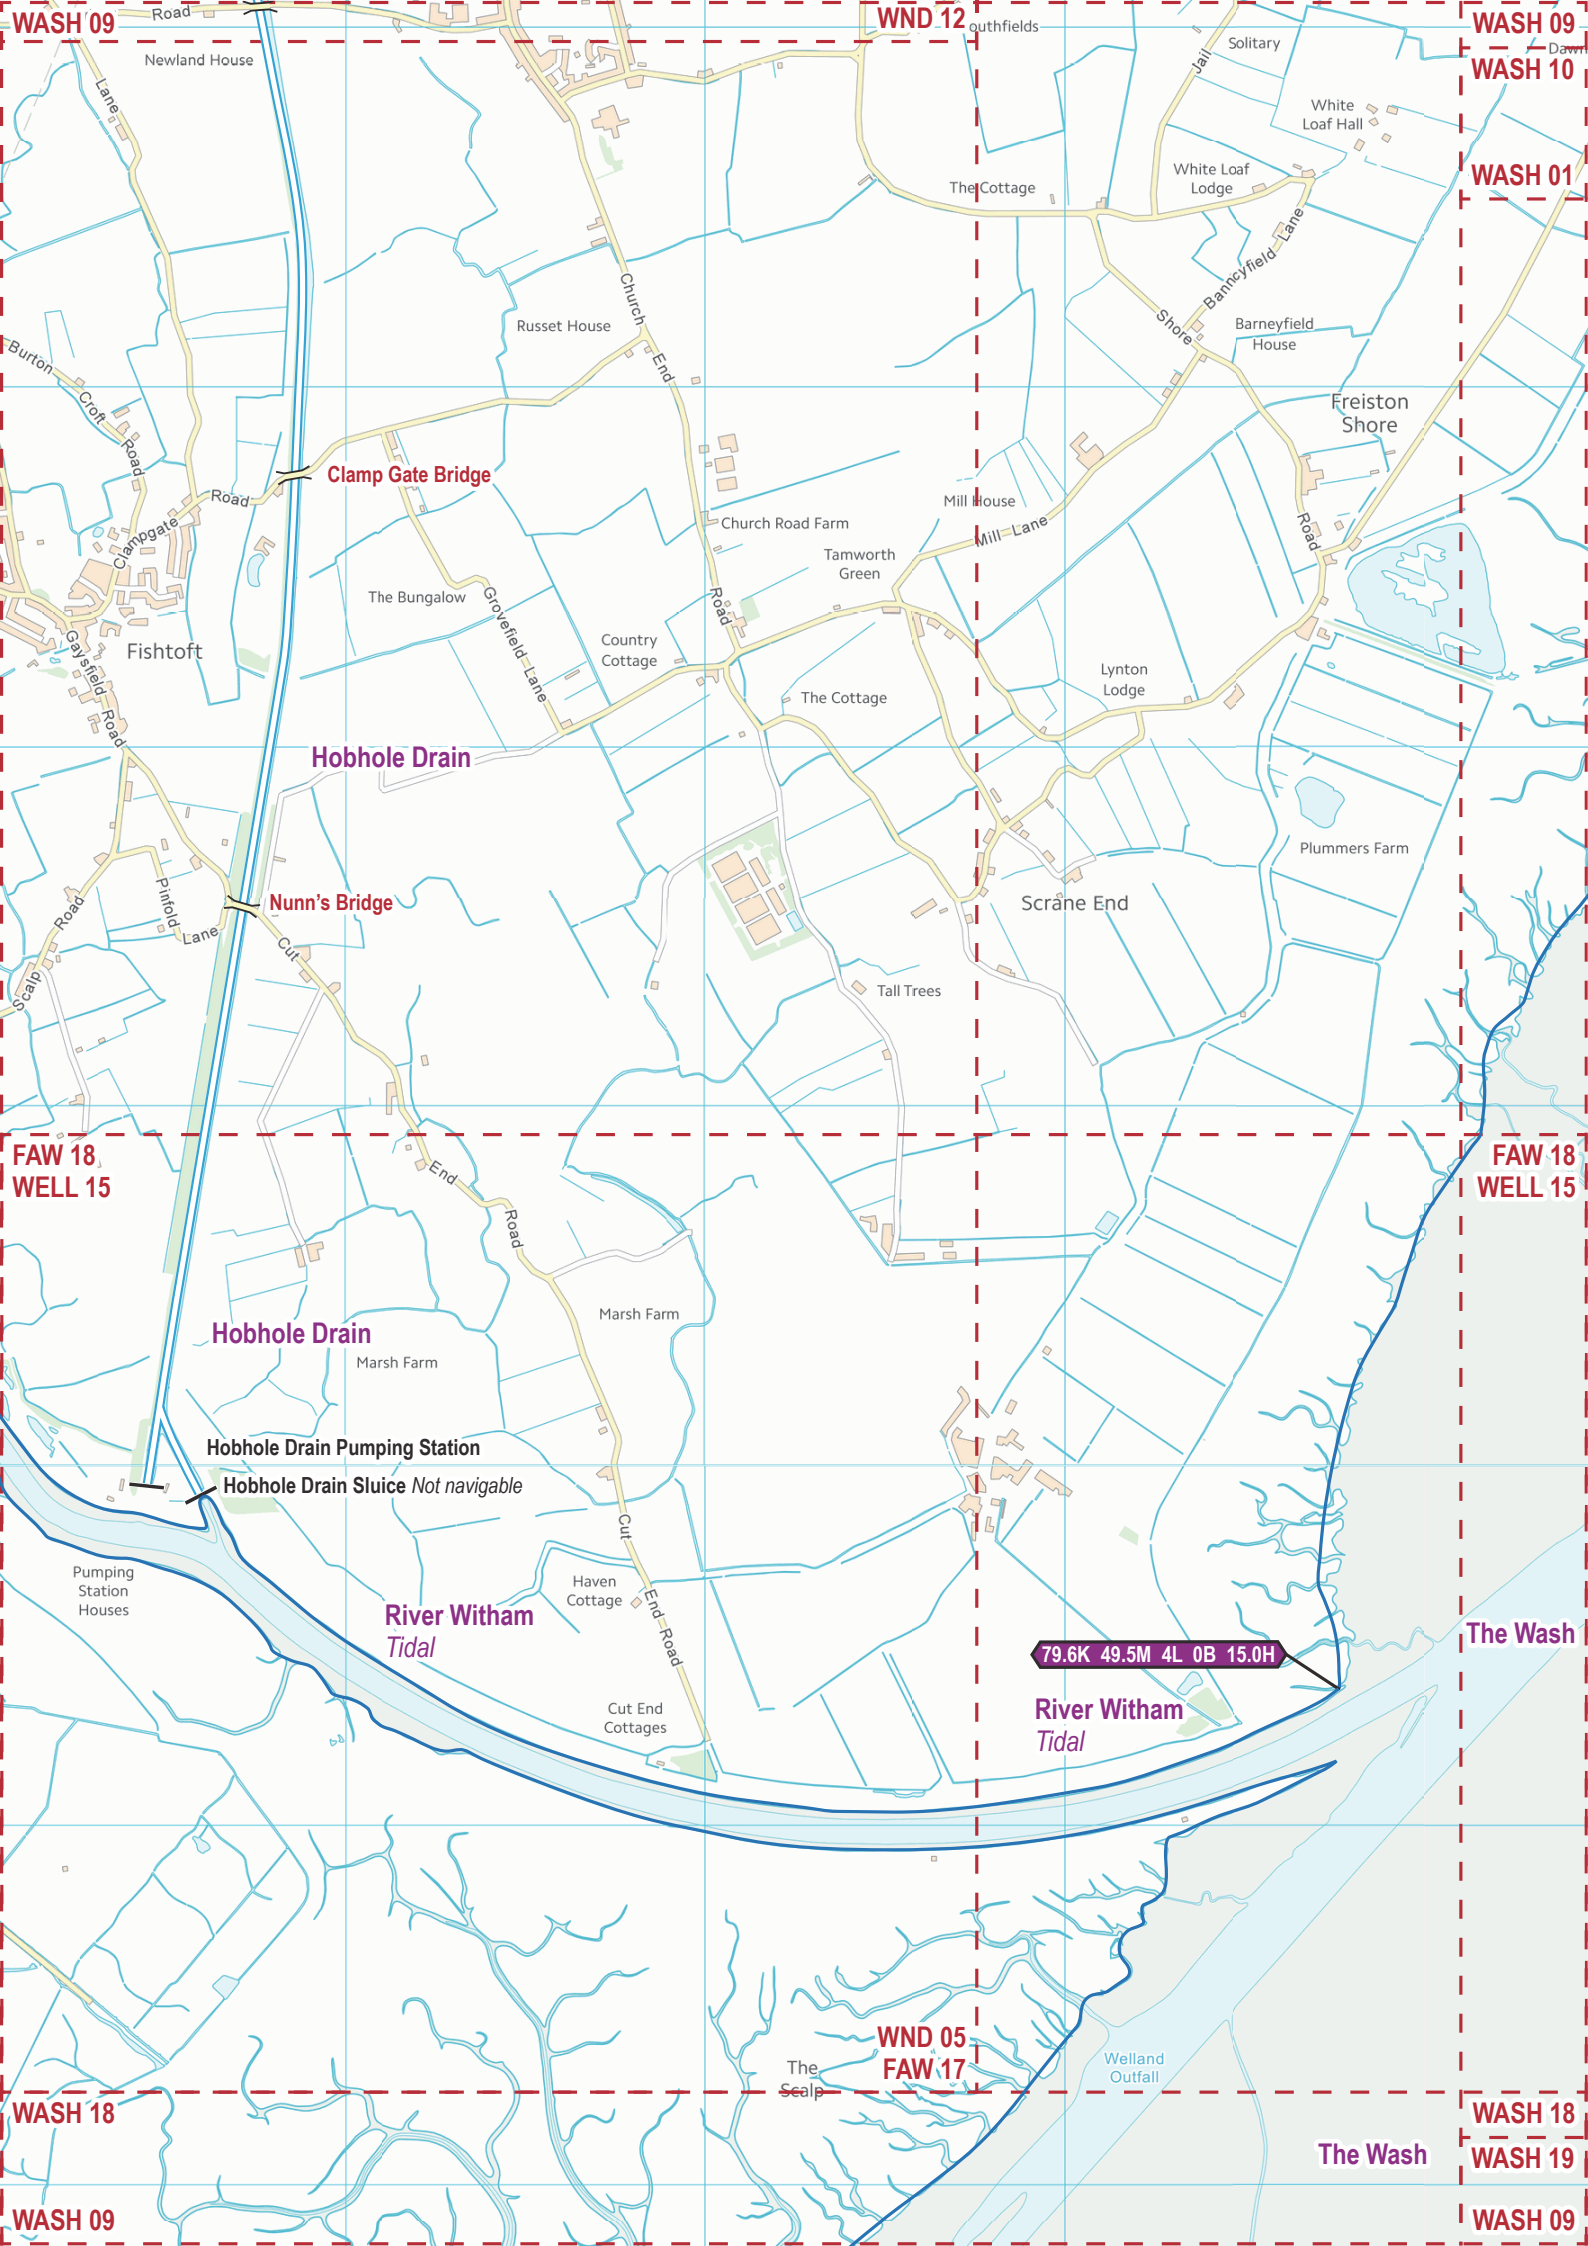 WASH 09
Road
WND 12
outhfields
WASH 09
Newland House
Jail
Solitary
WASH 10
Lane
White
Loaf Hall
White Loaf
Lodge
WASH 01
The Cottage
Lane
Church
Russet House
Shore
Barneyfield
House
Burton
End
Croft
Freiston
Shore
Road
Clamp Gate Bridge
Road
Mill House
Church Road Farm
Mill Lane
Road
Clampgate
Tamworth
Green
The Bungalow
Grovefield Lane
Road
Country
Cottage
Fishtoft
Gaysfield
Road
Lynton
Lodge
The Cottage
Hobhole Drain
Plummers Farm
Pinfold
Lane
Nunn's Bridge
Scrane End
Road
Cut
Scalp
Tall Trees
FAW 18
WELL 15
End
FAW 18
WELL 15
Road
Marsh Farm
Hobhole Drain
Marsh Farm
Hobhole Drain Pumping Station
Hobhole Drain Sluice Not navigable
Cut
Pumping
Station
Houses
Haven
Cottage
End Road
River Witham
Tidal
The Wash
79.6K 49.5M 4L 0B 15.0H
Cut End
Cottages
River Witham
Tidal
WND 05
FAW 17
The
Scalp
Welland
Outfall
WASH 18
WASH 18
The Wash
WASH 19
WASH 09
WASH 09